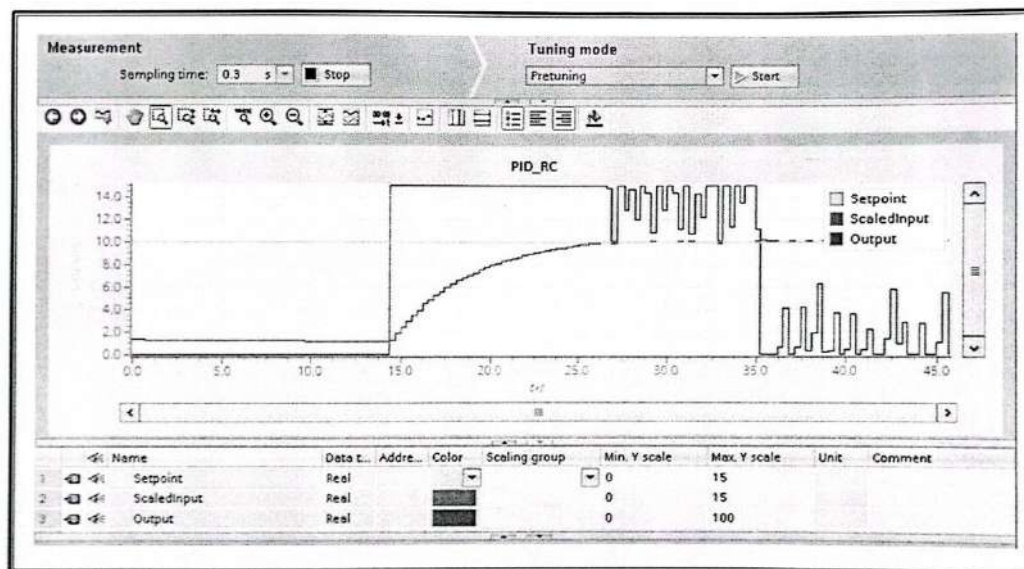 Measurement
Sampling time: 0.3 s Stop
Tuning mode
Pretuning Start
PID_RC
14.0
12.0
10.0
8.0
6.0
4.0
2.0
0.0
0.0 5.0 10.0 15.0 20.0 25.0 30.0 35.0 40.0 45.0
Setpoint
ScaledInput
Output
Name Data t... Addre... Color Scaling group Min. Y scale Max. Y scale Unit Comment
1 Setpoint Real 0 15
2 ScaledInput Real 0 15
3 Output Real 0 100